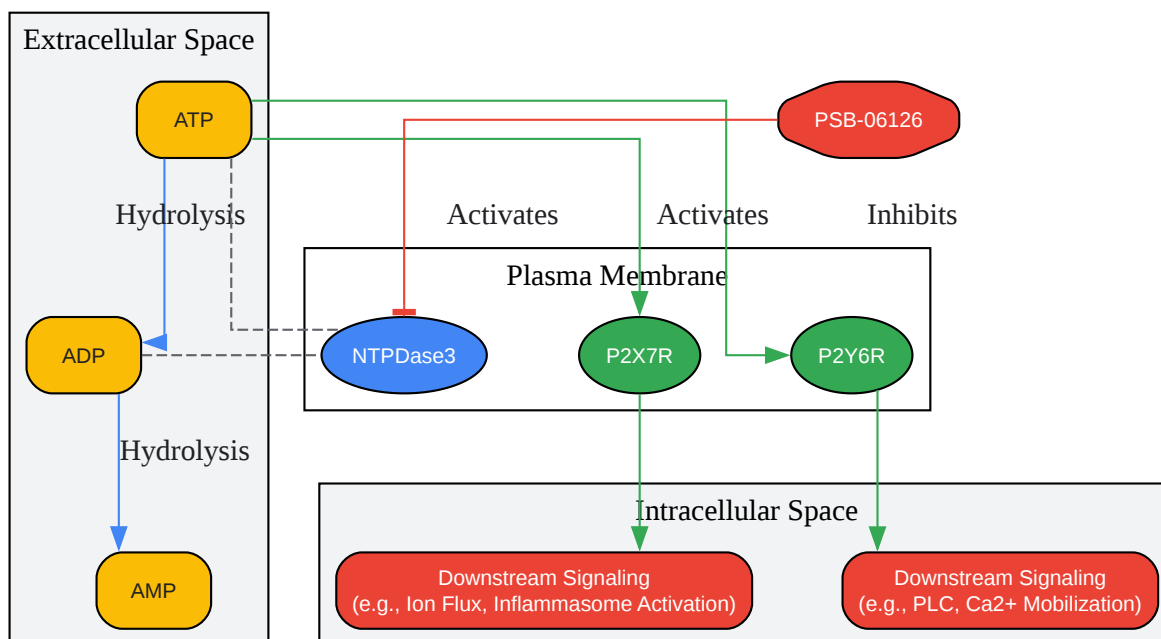 Extracellular Space
ATP
PSB-06126
Hydrolysis
Activates
Activates
Inhibits
Plasma Membrane
ADP
NTPDase3
P2X7R
P2Y6R
Hydrolysis
Intracellular Space
AMP
Downstream Signaling
(e.g., Ion Flux, Inflammasome Activation)
Downstream Signaling
(e.g., PLC, Ca2+ Mobilization)